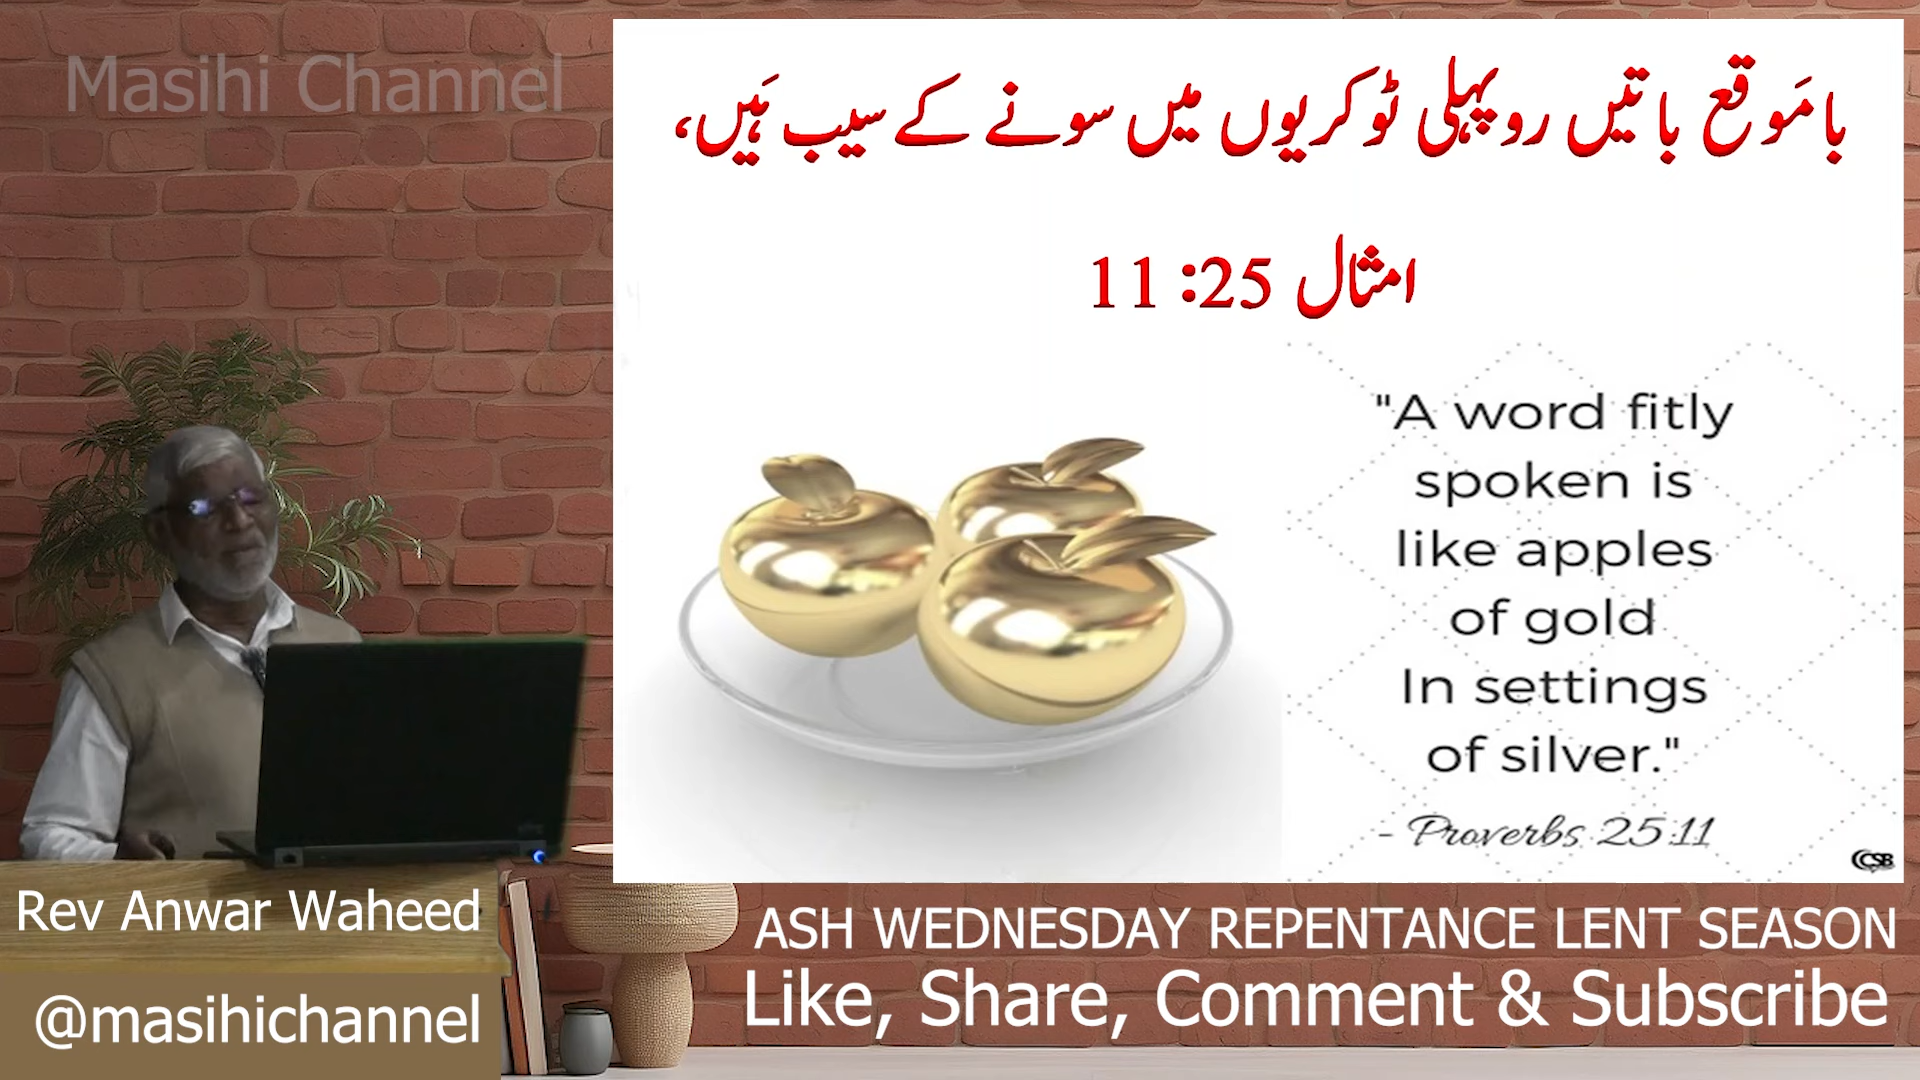 Masihi Channel
بامَوقع باتیں روپہلی ٹوکریوں میں سونے کے سیب ہَیں،
امثال 25: 11
"A word fitly
spoken is
like apples
of gold
In settings
of silver."
- Proverbs 25:11
CSB
Rev Anwar Waheed
@masihichannel
ASH WEDNESDAY REPENTANCE LENT SEASON
Like, Share, Comment & Subscribe